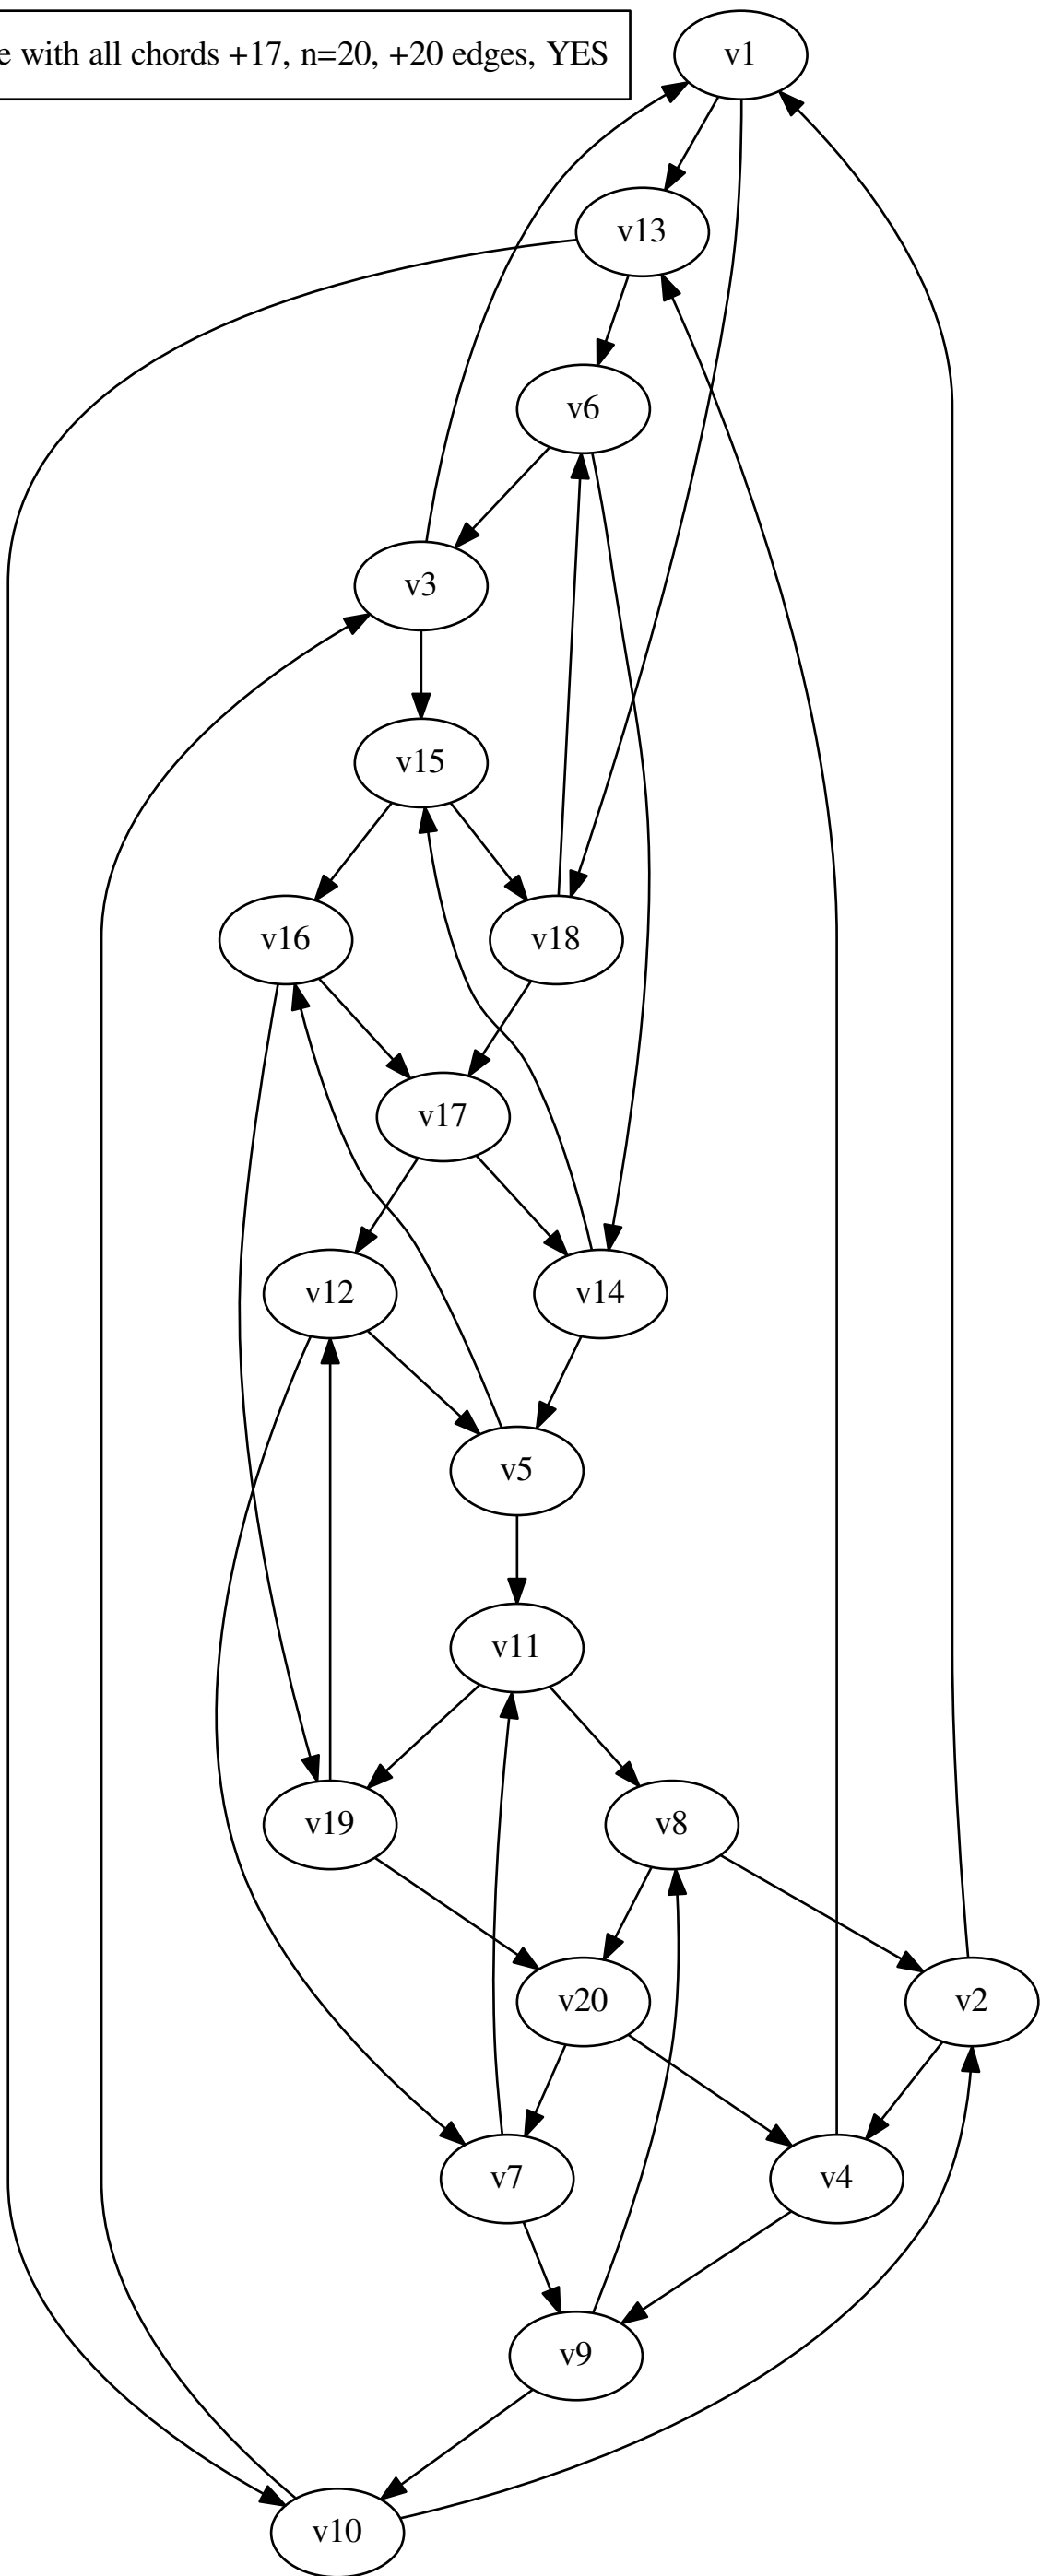 e with all chords +17, n=20, +20 edges, YES
v1
v13
v6
v3
v15
v16
v18
v17
v12
v14
v5
v11
v19
v8
v20
v2
v7
v4
v9
v10